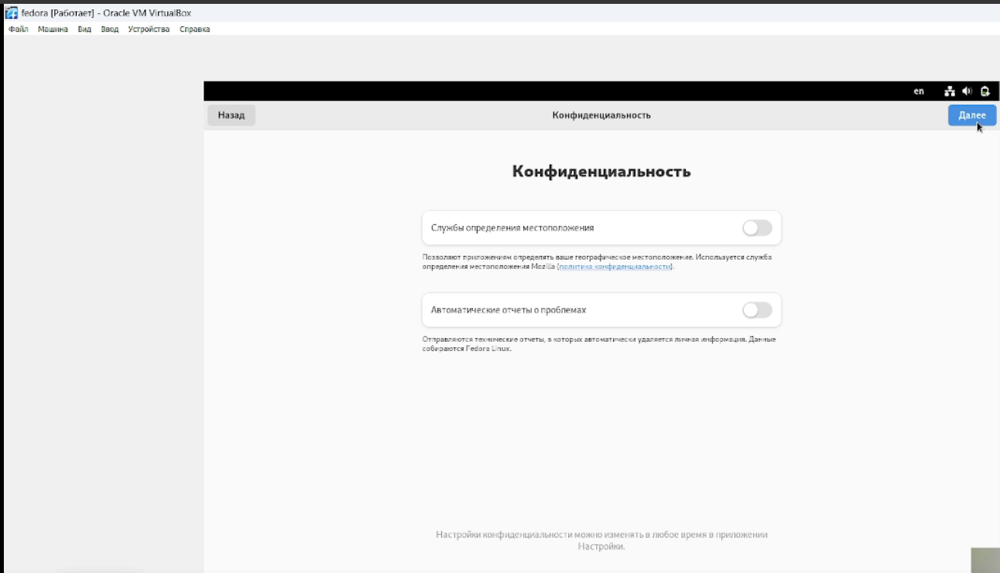 fedora [Работает] - Oracle VM VirtualBox
Файл Машина Вид Ввод Устройства Справка
en
Назад Конфиденциальность Далее
Конфиденциальность
Службы определения местоположения
Позволяют приложениям определять ваше географическое местоположение. Используется служба
определения местоположения Mozilla (политика конфиденциальности).
Автоматические отчеты о проблемах
Отправляются технические отчеты, в которых автоматически удаляется личная информация. Данные
собираются Fedora Linux.
Настройки конфиденциальности можно изменять в любое время в приложении
Настройки.